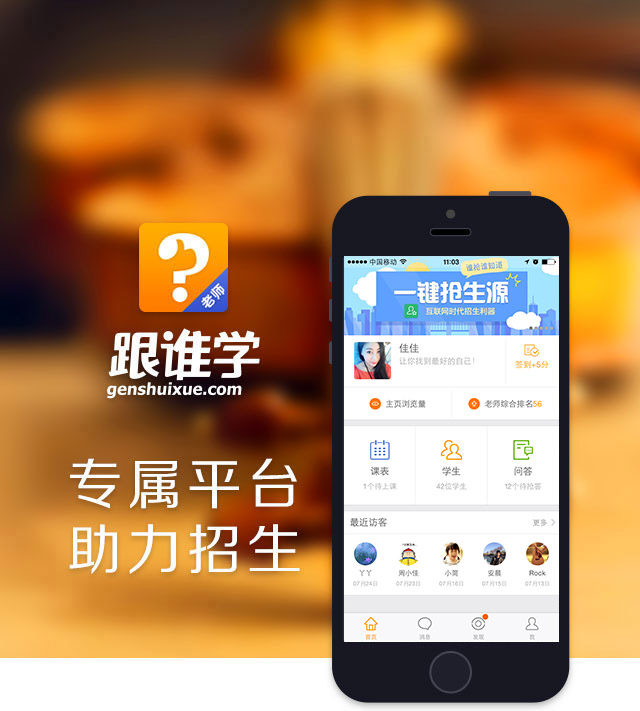 ?
老师
跟谁学
genshuixue.com
专属平台
助力招生
中国移动
11:03
谁抢谁知道
一键抢生源
互联网时代招生利器
佳佳
让你找到最好的自己!
签到+5分
主页浏览量
老师综合排名56
课表
1个待上课
学生
42位学生
问答
12个待抢答
最近访客
更多
丫丫
07月24日
周小佳
07月23日
小简
07月16日
安晨
07月15日
Rock
07月13日
首页
消息
发现
我